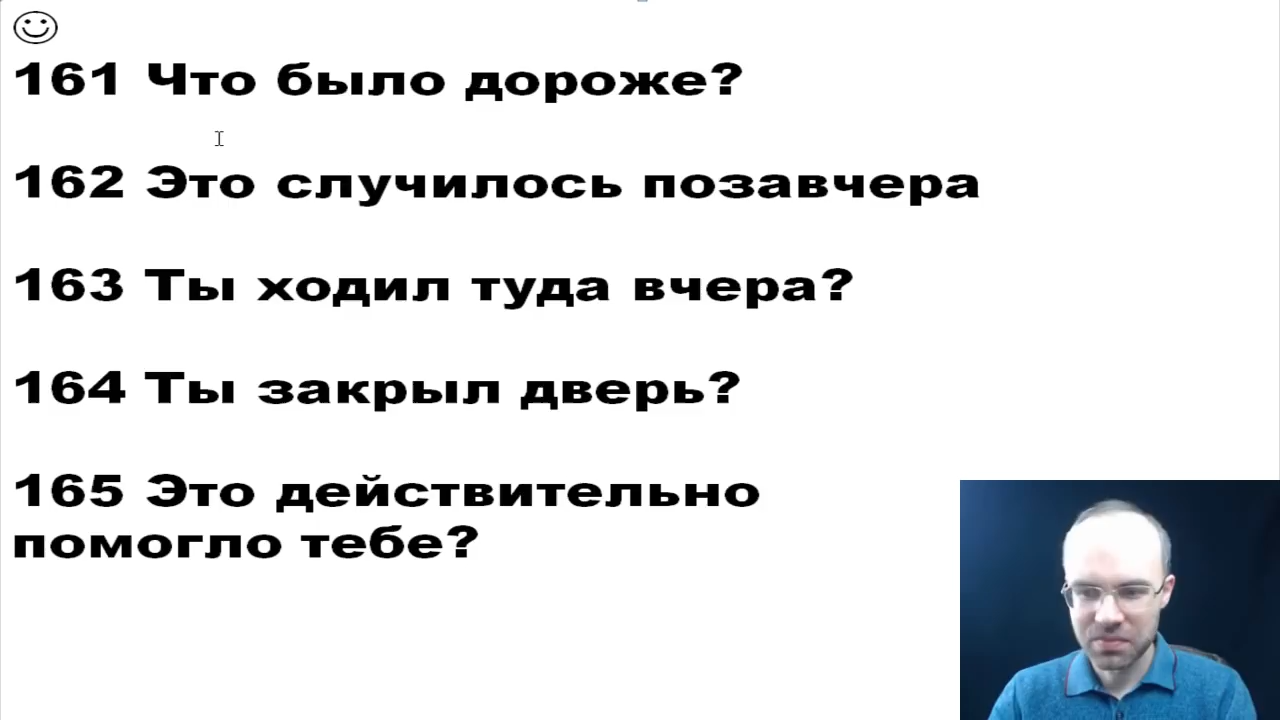 161 Что было дороже?
162 Это случилось позавчера
163 Ты ходил туда вчера?
164 Ты закрыл дверь?
165 Это действительно
помогло тебе?